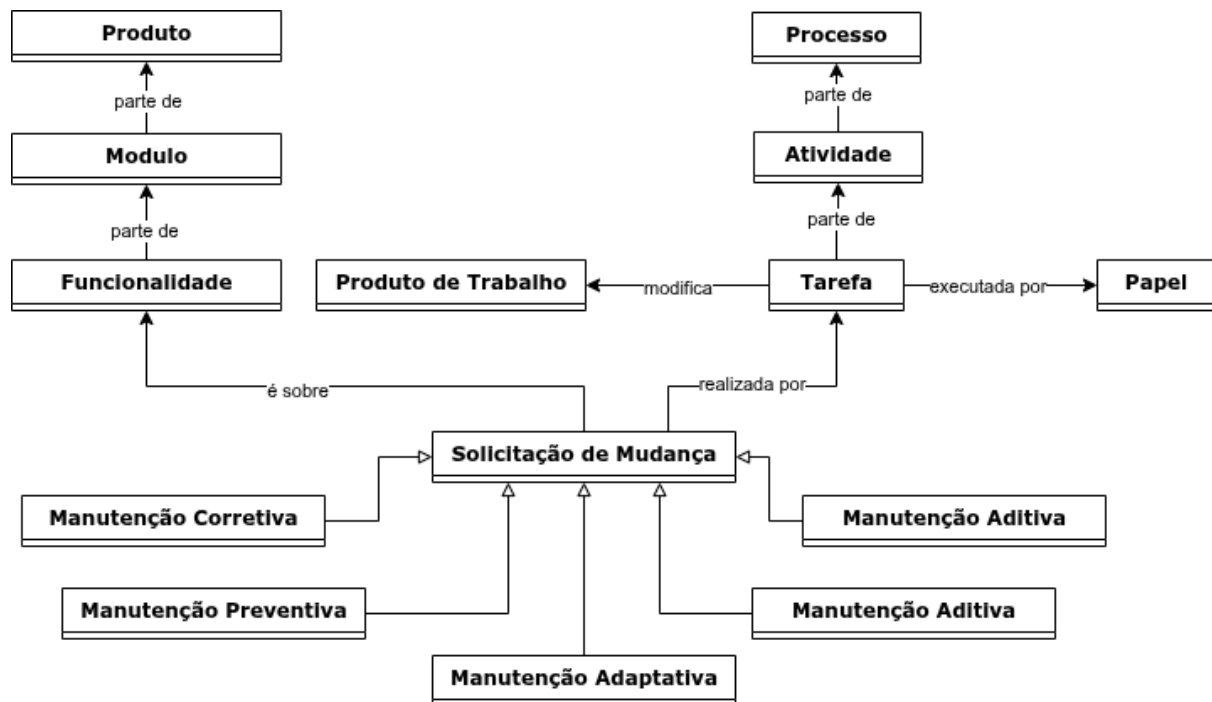 Produto
Processo
parte de
parte de
Modulo
Atividade
parte de
parte de
Funcionalidade
Produto de Trabalho
modifica
Tarefa
executada por
Papel
é sobre
realizada por
Solicitação de Mudança
Manutenção Corretiva
Manutenção Aditiva
Manutenção Preventiva
Manutenção Aditiva
Manutenção Adaptativa